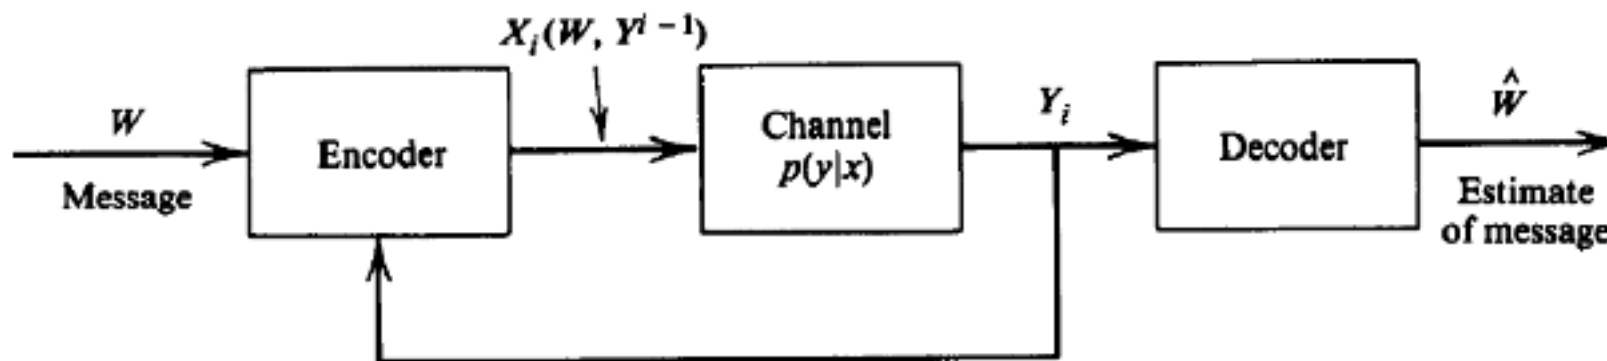 X_i(W, Y^{i − 1})
W
Message
Encoder
Channel
p(y|x)
Y_i
Decoder
Ŵ
Estimate
of message